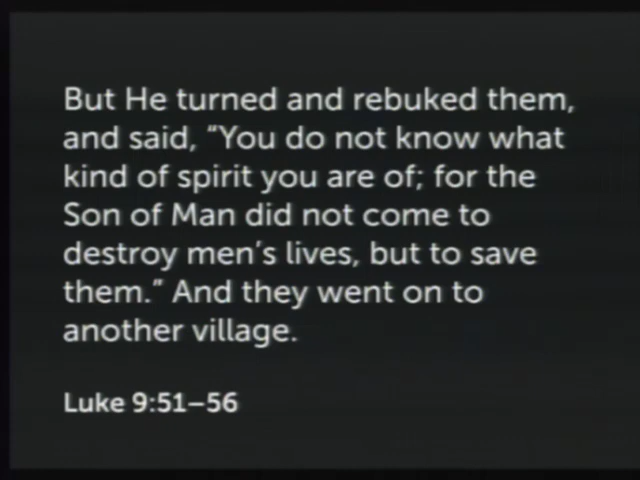 But He turned and rebuked them,
and said, “You do not know what
kind of spirit you are of; for the
Son of Man did not come to
destroy men’s lives, but to save
them.” And they went on to
another village.
Luke 9:51–56